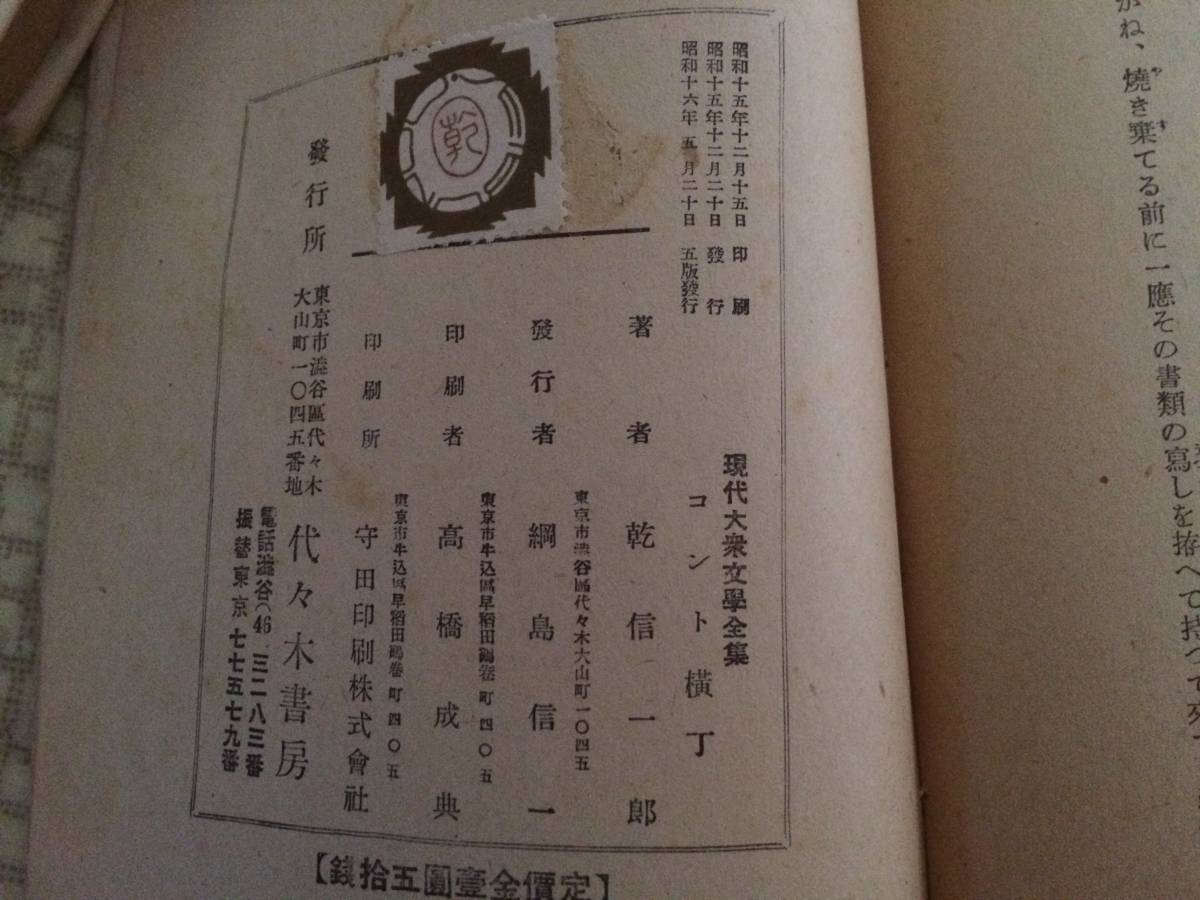 がね、燒き棄てる前に一應その書類の寫しを拵へて持つて
昭和十五年十二月十五日 印刷
昭和十五年十二月二十日 發行
昭和十六年五月二十日 五版發行
乾
現代大衆文學全集
コント横丁
著者 乾信一郎
東京市澁谷區代々木大山町一〇四五
發行者 綱島信一
東京市牛込區早稻田鶴卷町四〇五
印刷者 高橋成典
東京市牛込區早稻田鶴卷町四〇五
印刷所 守田印刷株式會社
發行所
東京市澁谷區代々木
大山町一〇四五番地
代々木書房
電話澁谷(46)三二八三番
振替東京七七五七九番
【定價金壹圓五拾錢】